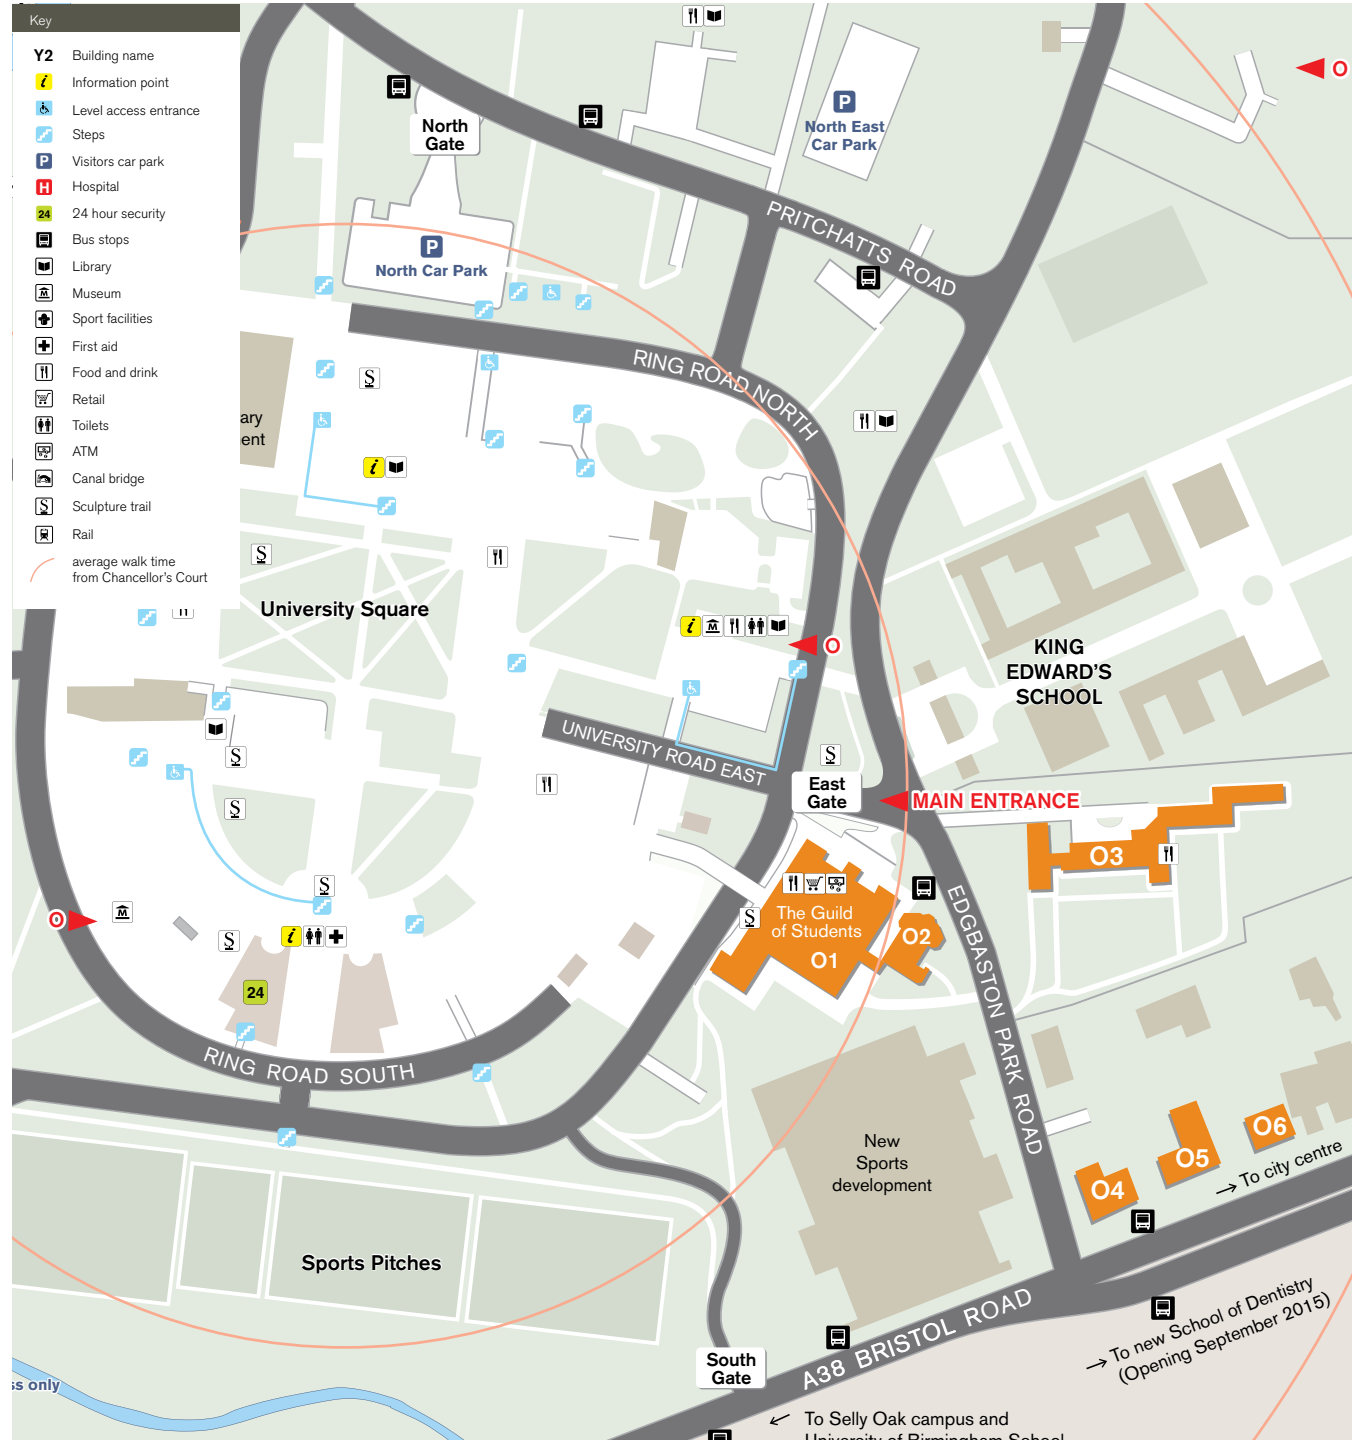 Key
Y2 Building name
i Information point
Level access entrance
Steps
P Visitors car park
H Hospital
24 24 hour security
Bus stops
Library
M Museum
Sport facilities
First aid
Food and drink
Retail
Toilets
ATM
Canal bridge
S Sculpture trail
Rail
average walk time
from Chancellor's Court
North
Gate
P
North East
Car Park
O
PRITCHATTS ROAD
P
North Car Park
RING ROAD NORTH
S
ary
ent
i
S
University Square
i M
O
KING
EDWARD'S
SCHOOL
UNIVERSITY ROAD EAST
S
S
East
Gate
MAIN ENTRANCE
S
O3
S
The Guild
of Students
O1
S
O2
O
M
S
i
24
EDGBASTON PARK ROAD
RING ROAD SOUTH
New
Sports
development
O4
O5
O6
To city centre
Sports Pitches
A38 BRISTOL ROAD
To new School of Dentistry
(Opening September 2015)
South
Gate
ss only
To Selly Oak campus and
University of Birmingham School